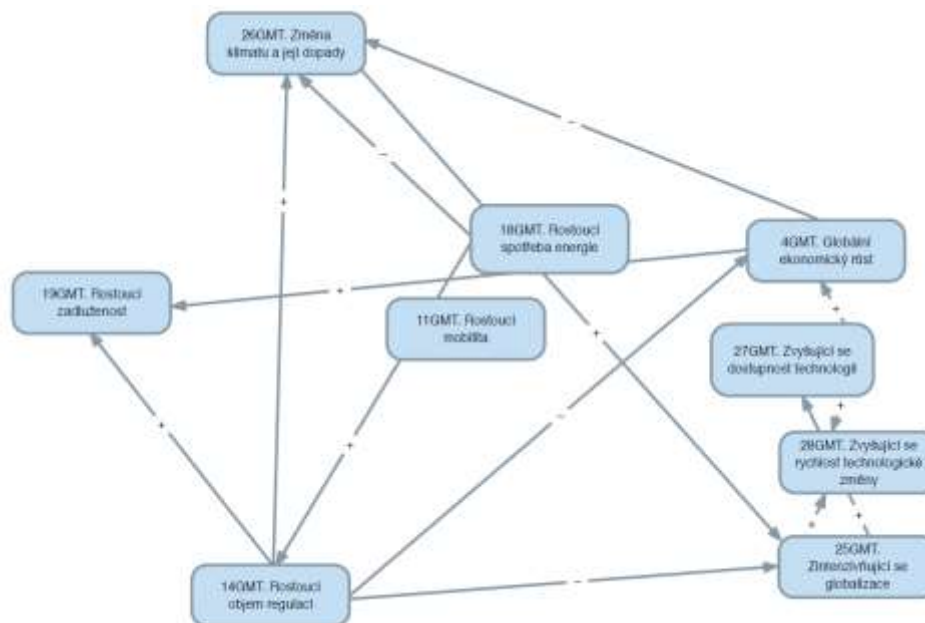 26GMT. Změna
klimatu a její dopady
18GMT. Rostoucí
spotřeba energie
4GMT. Globální
ekonomický růst
19GMT. Rostoucí
zadluženost
11GMT. Rostoucí
mobilita
27GMT. Zvyšující se
dostupnost technologií
28GMT. Zvyšující se
rychlost technologické
změny
25GMT.
Zintenzivňující se
globalizace
14GMT. Rostoucí
objem regulací